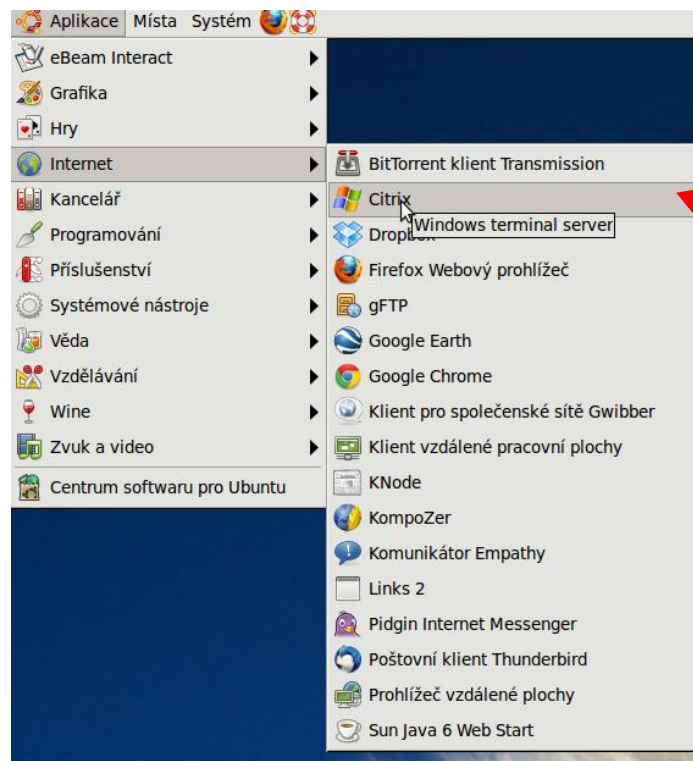 Aplikace Místa Systém
eBeam Interact
Grafika
Hry
Internet
Kancelář
Programování
Příslušenství
Systémové nástroje
Věda
Vzdělávání
Wine
Zvuk a video
Centrum softwaru pro Ubuntu
BitTorrent klient Transmission
Citrix
Windows terminal server
Dropbox
Firefox Webový prohlížeč
gFTP
Google Earth
Google Chrome
Klient pro společenské sítě Gwibber
Klient vzdálené pracovní plochy
KNode
KompoZer
Komunikátor Empathy
Links 2
Pidgin Internet Messenger
Poštovní klient Thunderbird
Prohlížeč vzdálené plochy
Sun Java 6 Web Start